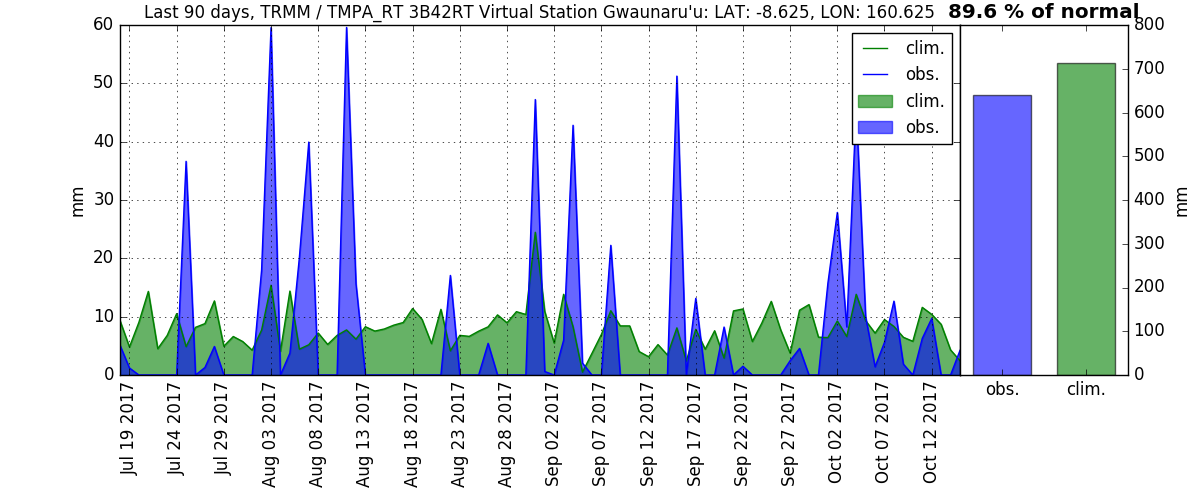 Last 90 days, TRMM / TMPA_RT 3B42RT Virtual Station Gwaunaru'u: LAT: -8.625, LON: 160.625 89.6 % of normal
60
50
40
30
20
10
0
mm
clim.
obs.
clim.
obs.
Jul 19 2017
Jul 24 2017
Jul 29 2017
Aug 03 2017
Aug 08 2017
Aug 13 2017
Aug 18 2017
Aug 23 2017
Aug 28 2017
Sep 02 2017
Sep 07 2017
Sep 12 2017
Sep 17 2017
Sep 22 2017
Sep 27 2017
Oct 02 2017
Oct 07 2017
Oct 12 2017
800
700
600
500
400
300
200
100
0
mm
obs.
clim.